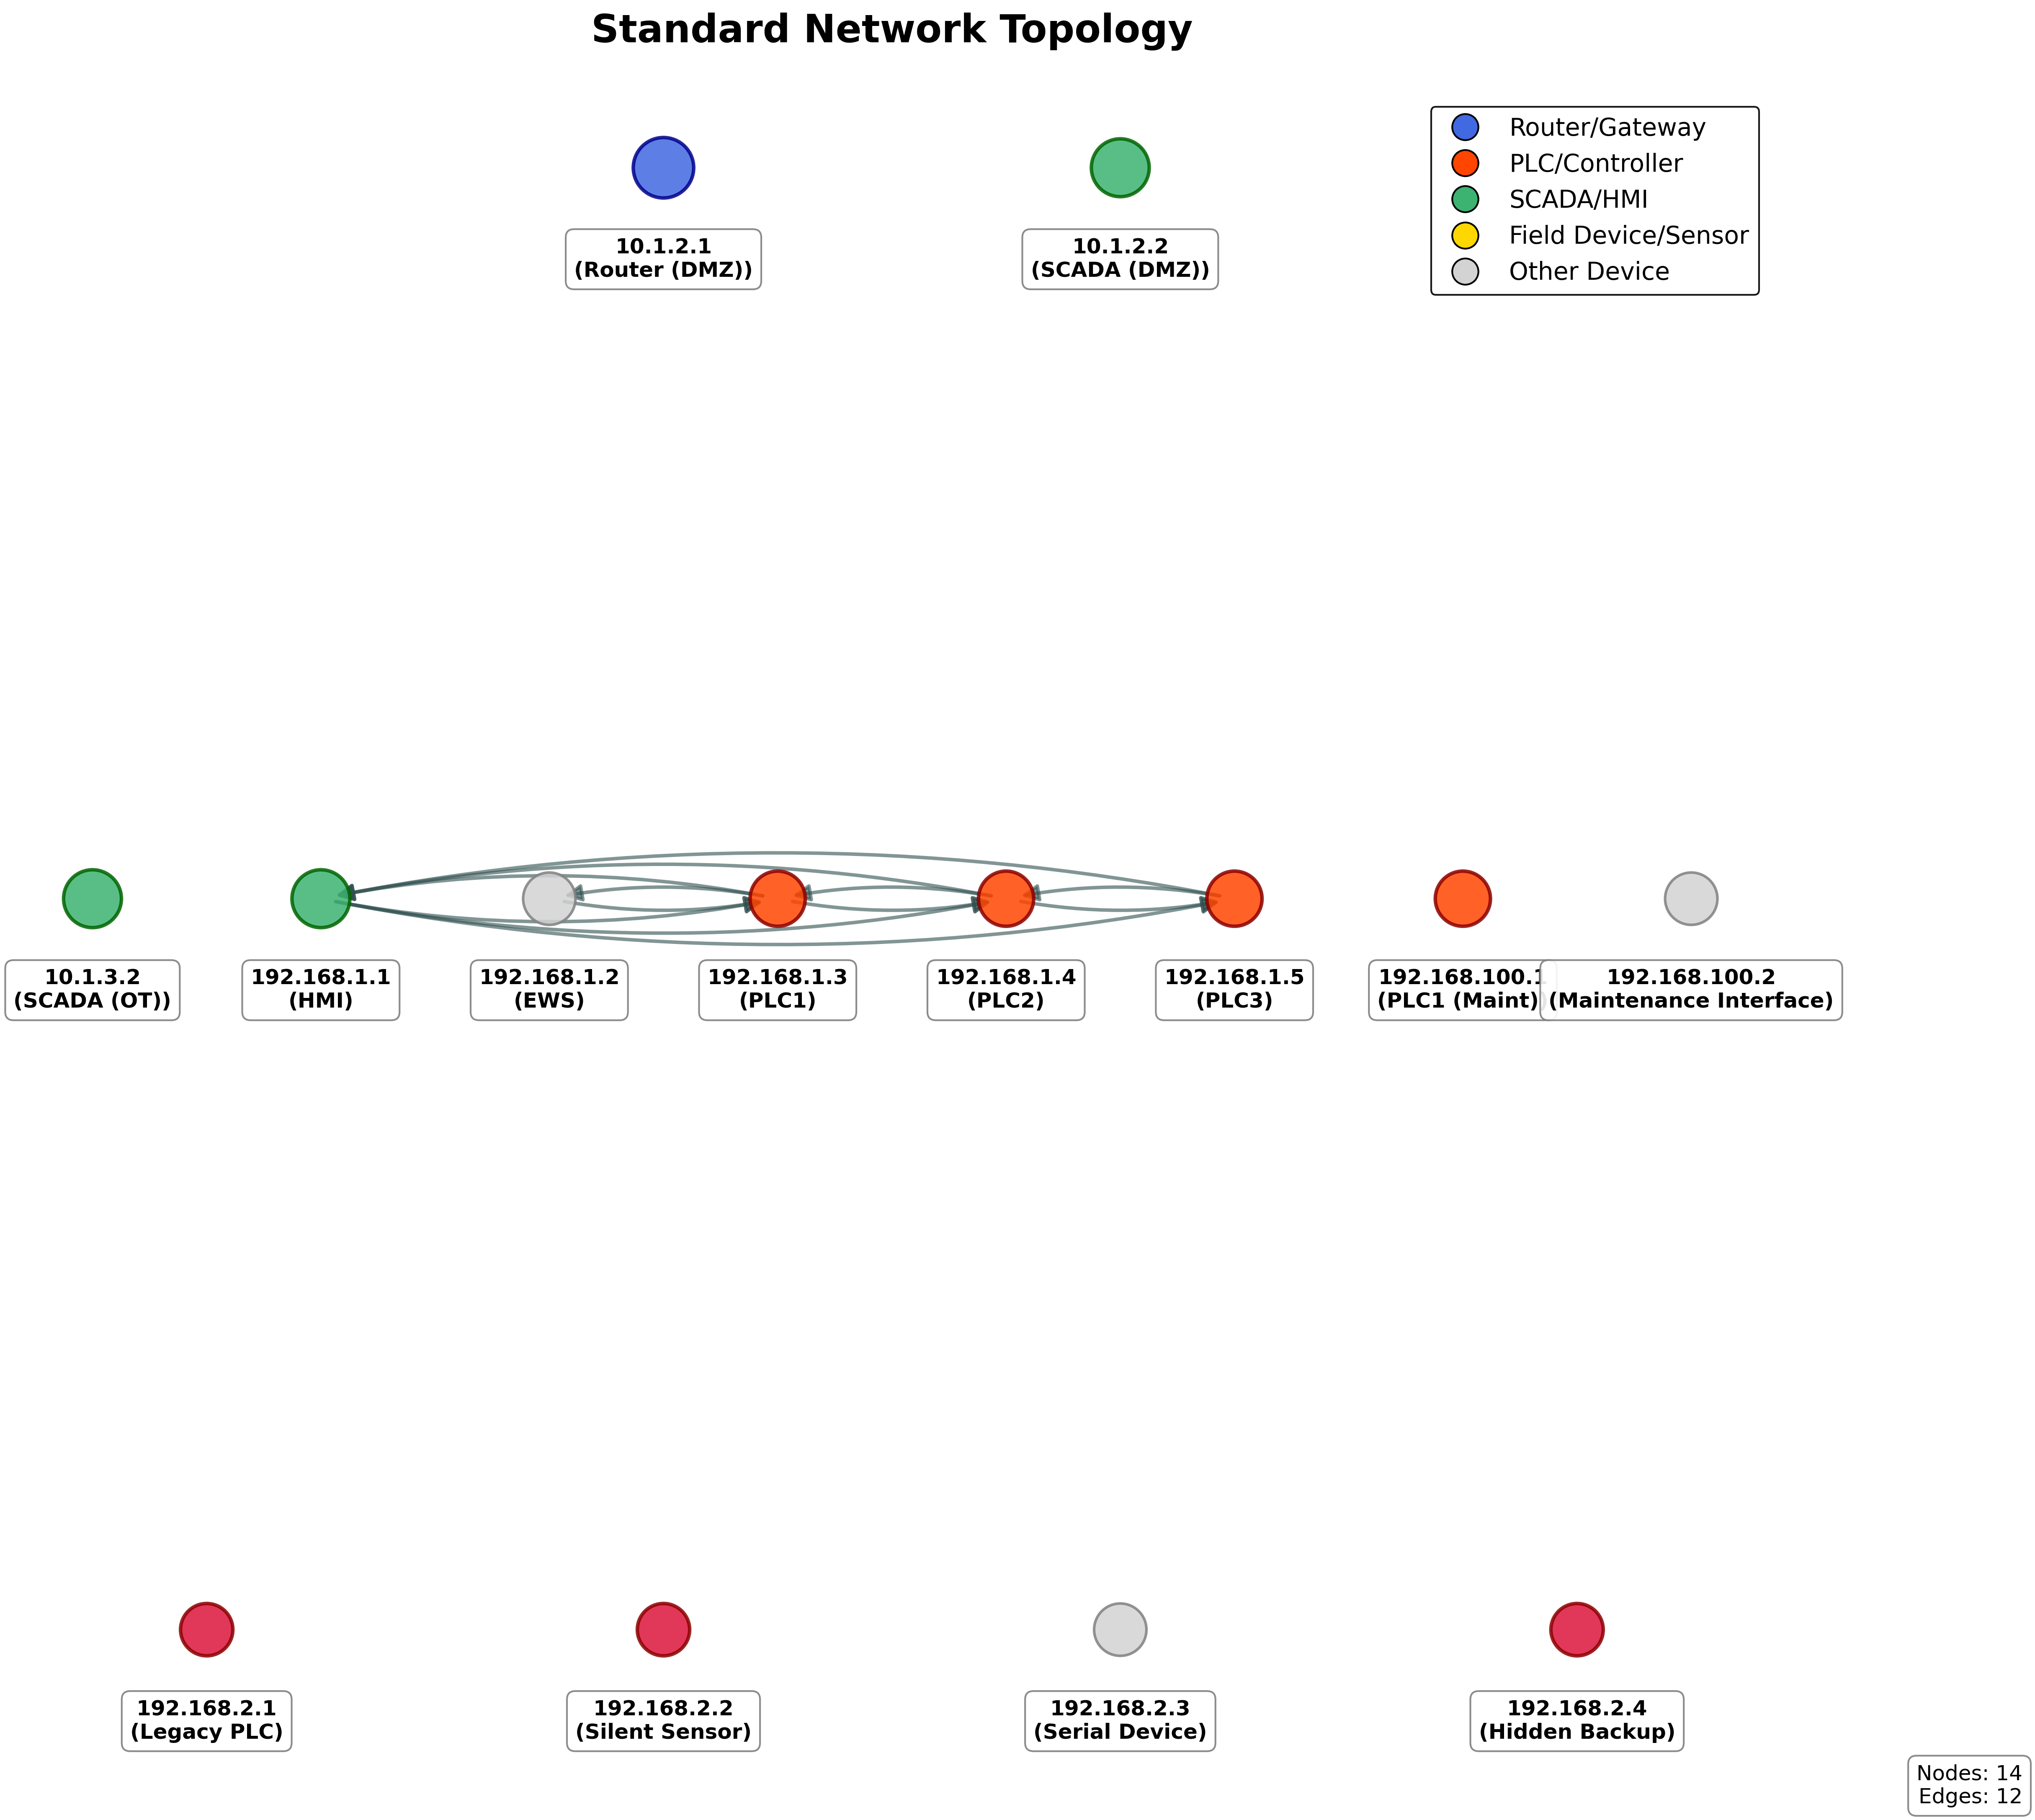 Standard Network Topology
Router/Gateway
PLC/Controller
SCADA/HMI
Field Device/Sensor
Other Device
10.1.2.1
(Router (DMZ))
10.1.2.2
(SCADA (DMZ))
10.1.3.2
(SCADA (OT))
192.168.1.1
(HMI)
192.168.1.2
(EWS)
192.168.1.3
(PLC1)
192.168.1.4
(PLC2)
192.168.1.5
(PLC3)
192.168.100.1
(PLC1 (Maint))
192.168.100.2
(Maintenance Interface)
192.168.2.1
(Legacy PLC)
192.168.2.2
(Silent Sensor)
192.168.2.3
(Serial Device)
192.168.2.4
(Hidden Backup)
Nodes: 14
Edges: 12